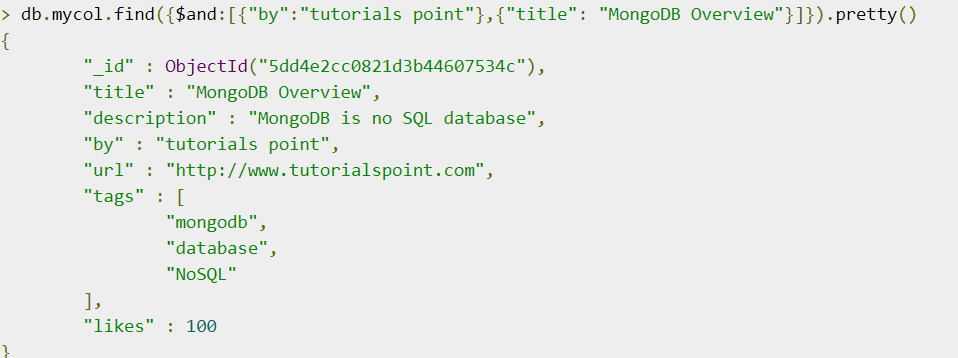 > db.mycol.find({$and:[{"by":"tutorials point"},{"title": "MongoDB Overview"}]}).pretty()
{
        "_id" : ObjectId("5dd4e2cc0821d3b44607534c"),
        "title" : "MongoDB Overview",
        "description" : "MongoDB is no SQL database",
        "by" : "tutorials point",
        "url" : "http://www.tutorialspoint.com",
        "tags" : [
                "mongodb",
                "database",
                "NoSQL"
        ],
        "likes" : 100
}